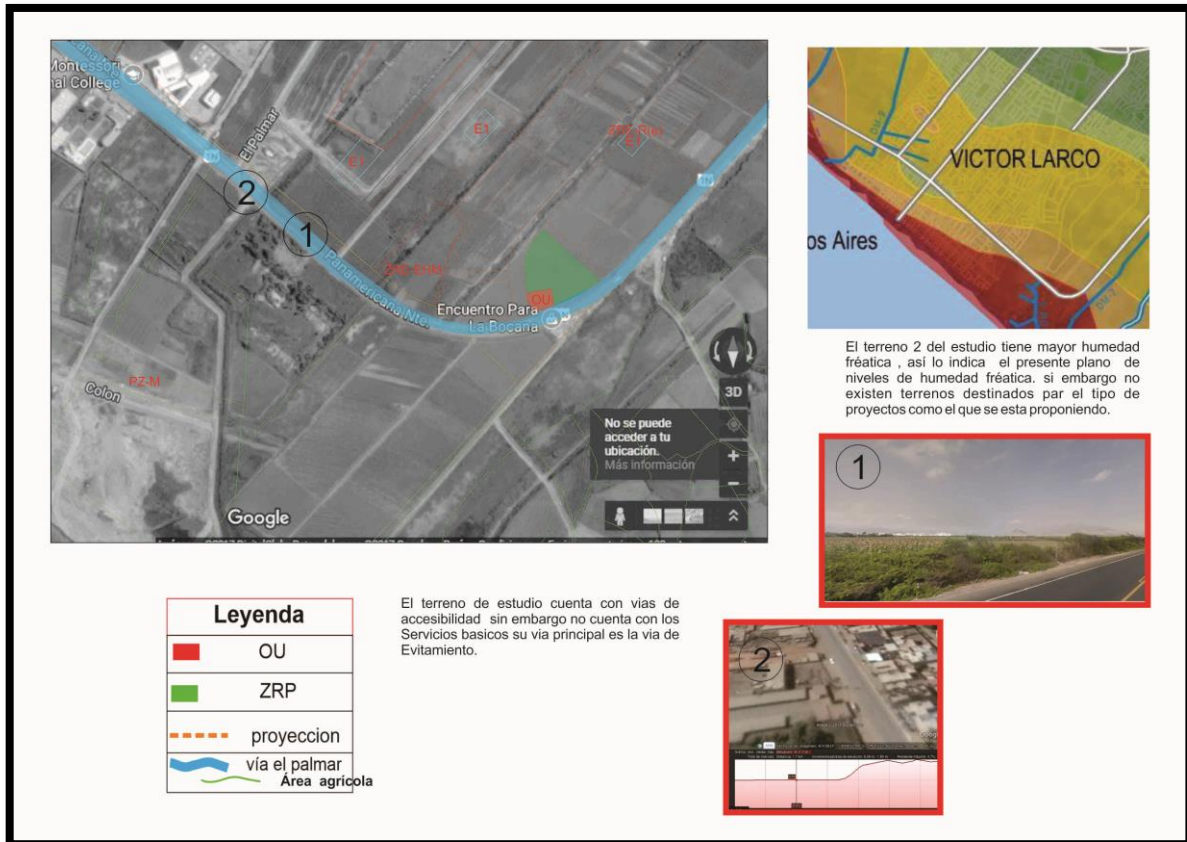 Montessori
nal College
El Palmar
1N
2
1
E1
E1
E1
1N
Panamericana Nte.
OU
Encuentro Para
La Bocana
PZ-M
Colon
3D
No se puede
acceder a tu
ubicación.
Más información
+
−
Google
VICTOR LARCO
os Aires
El terreno 2 del estudio tiene mayor humedad
fréatica , así lo indica el presente plano de
niveles de humedad fréatica. si embargo no
existen terrenos destinados par el tipo de
proyectos como el que se esta proponiendo.
1
Leyenda
OU
ZRP
proyeccion
vía el palmar
Área agrícola
El terreno de estudio cuenta con vias de
accesibilidad sin embargo no cuenta con los
Servicios basicos su via principal es la via de
Evitamiento.
2